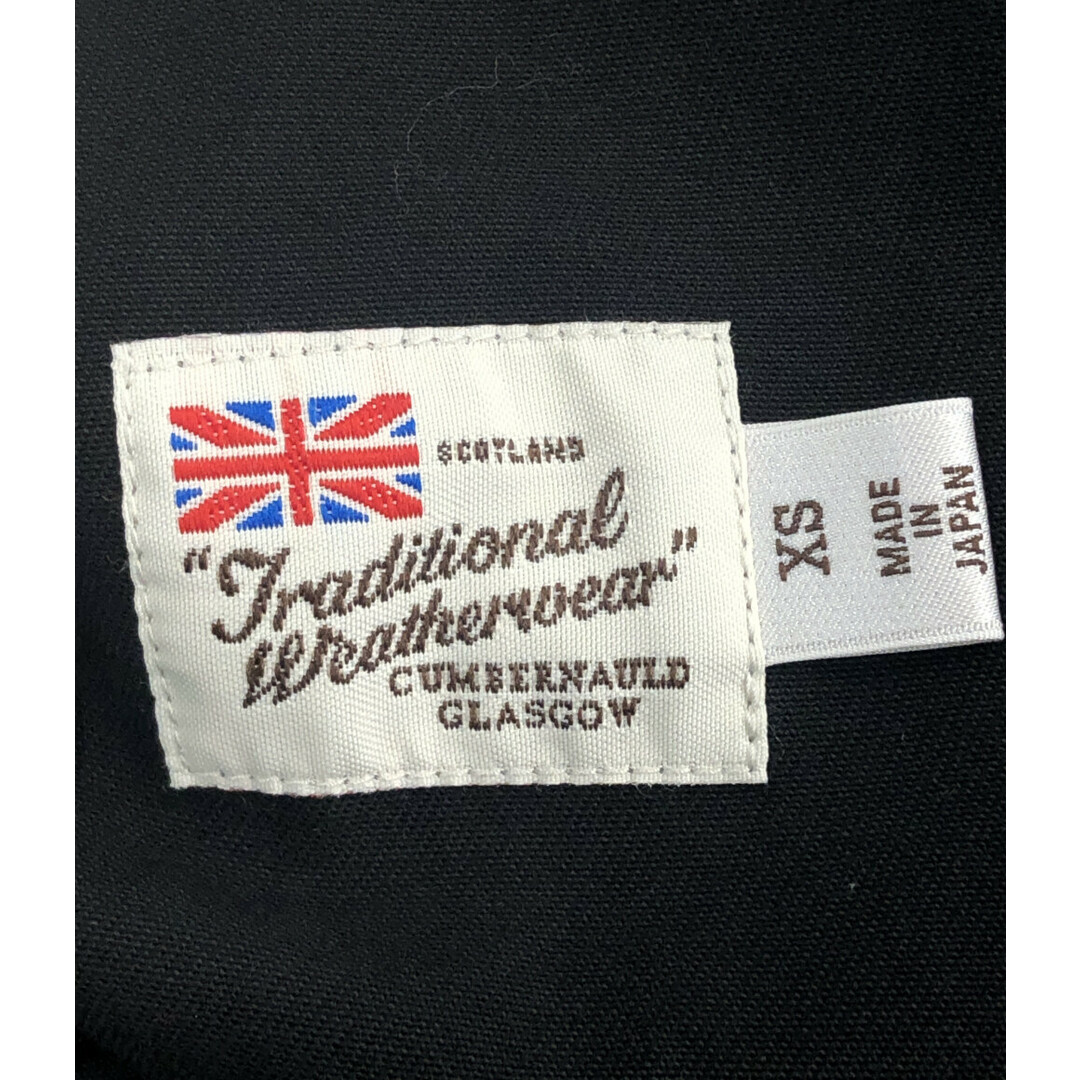 SCOTLAND
"Traditional
Weatherwear"
CUMBERNAULD
GLASGOW
XS
MADE
IN
JAPAN